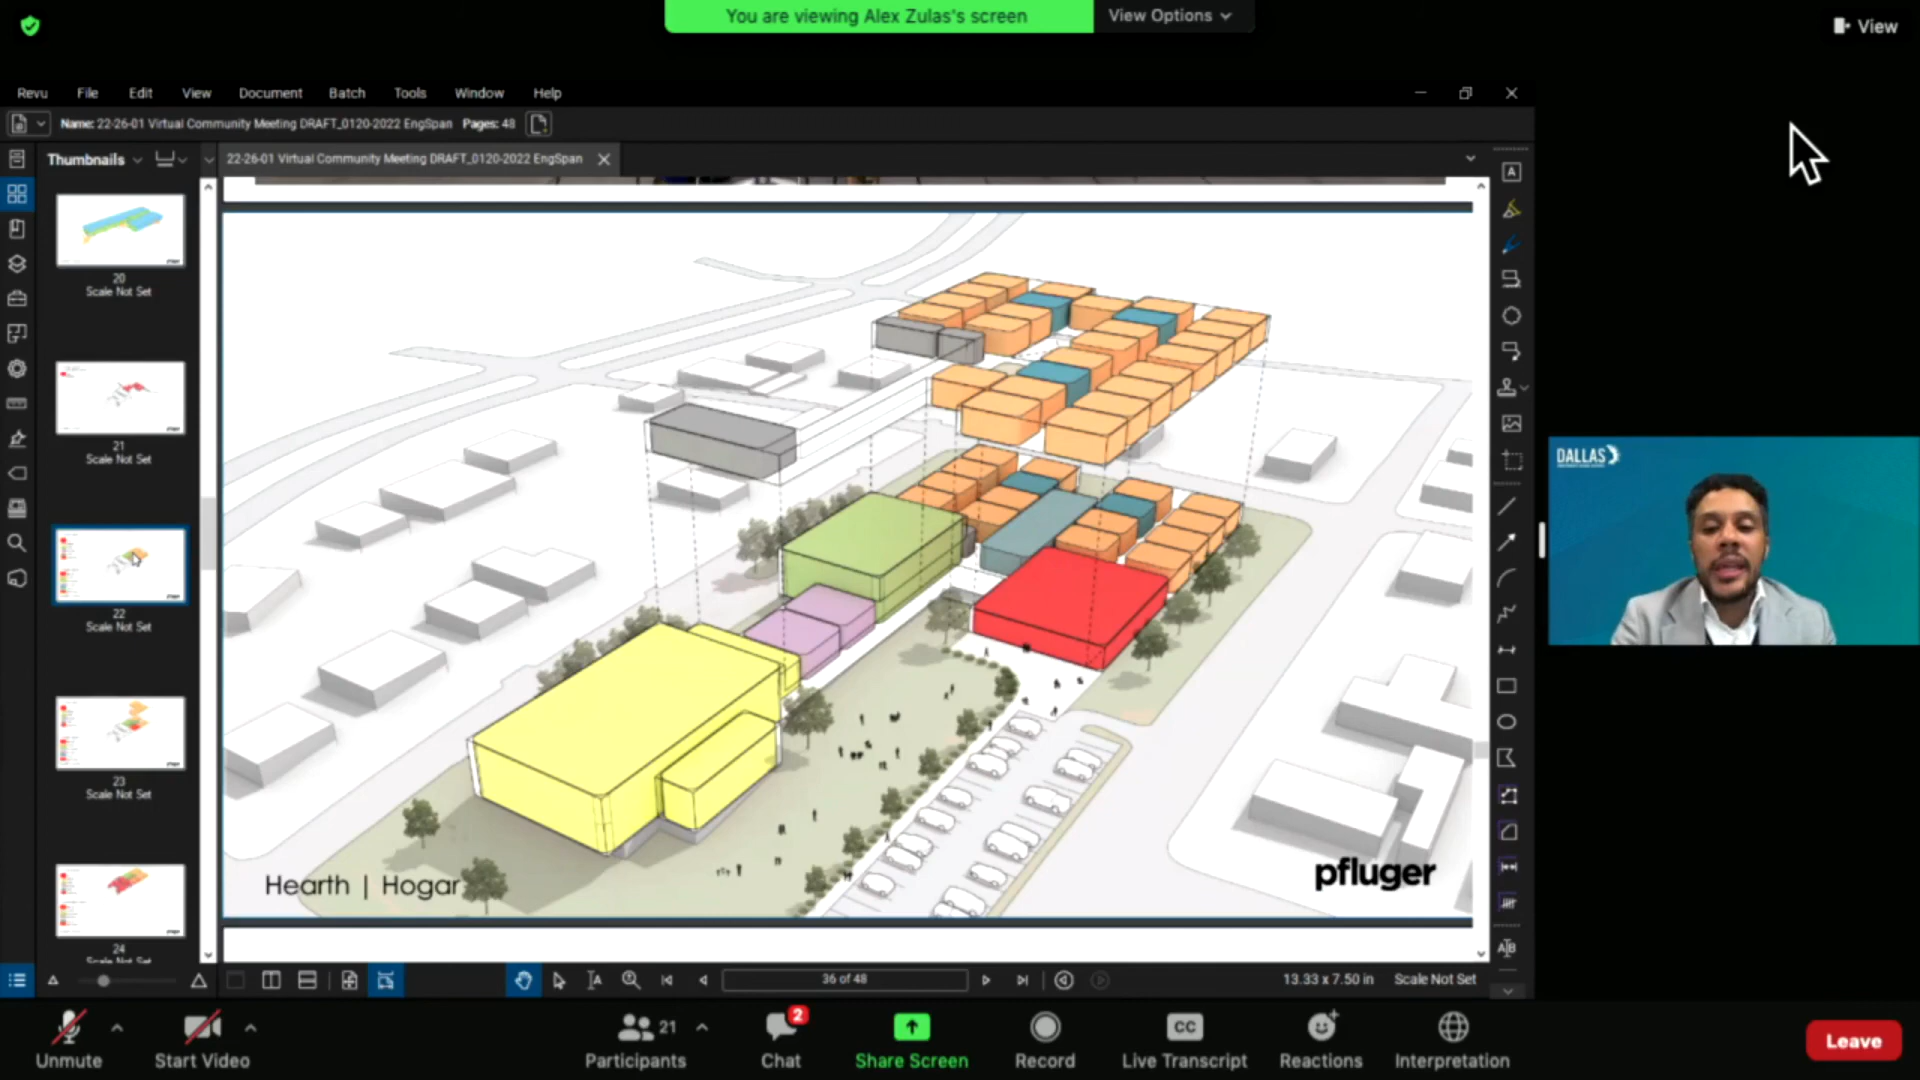 You are viewing Alex Zulas's screen
View Options
View
Revu File Edit View Document Batch Tools Window Help
Name: 22-26-01 Virtual Community Meeting DRAFT_0120-2022 EngSpan Pages: 48
Thumbnails
22-26-01 Virtual Community Meeting DRAFT_0120-2022 EngSpan
20
Scale Not Set
21
Scale Not Set
22
Scale Not Set
23
Scale Not Set
24
Scale Not Set
Hearth | Hogar
pfluger
DALLAS
36 of 48
13.33 x 7.50 in
Scale Not Set
Unmute
Start Video
21
Participants
2
Chat
Share Screen
Record
CC
Live Transcript
Reactions
Interpretation
Leave